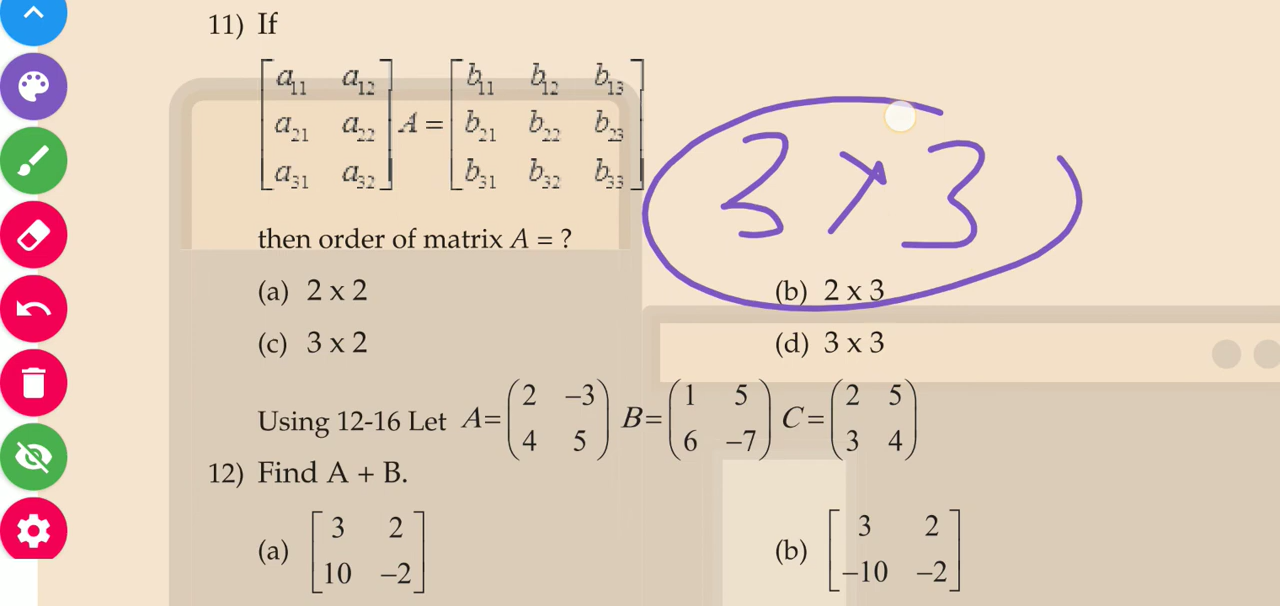 11) If
[a11 a12] [b11 b12 b13]
[a21 a22] A = [b21 b22 b23]
[a31 a32] [b31 b32 b33]
3 x 3
then order of matrix A = ?
(a) 2 x 2 (b) 2 x 3
(c) 3 x 2 (d) 3 x 3
Using 12-16 Let A= (2 –3 / 4 5) B= (1 5 / 6 –7) C= (2 5 / 3 4)
12) Find A + B.
(a) [3 2 / 10 –2] (b) [3 2 / –10 –2]